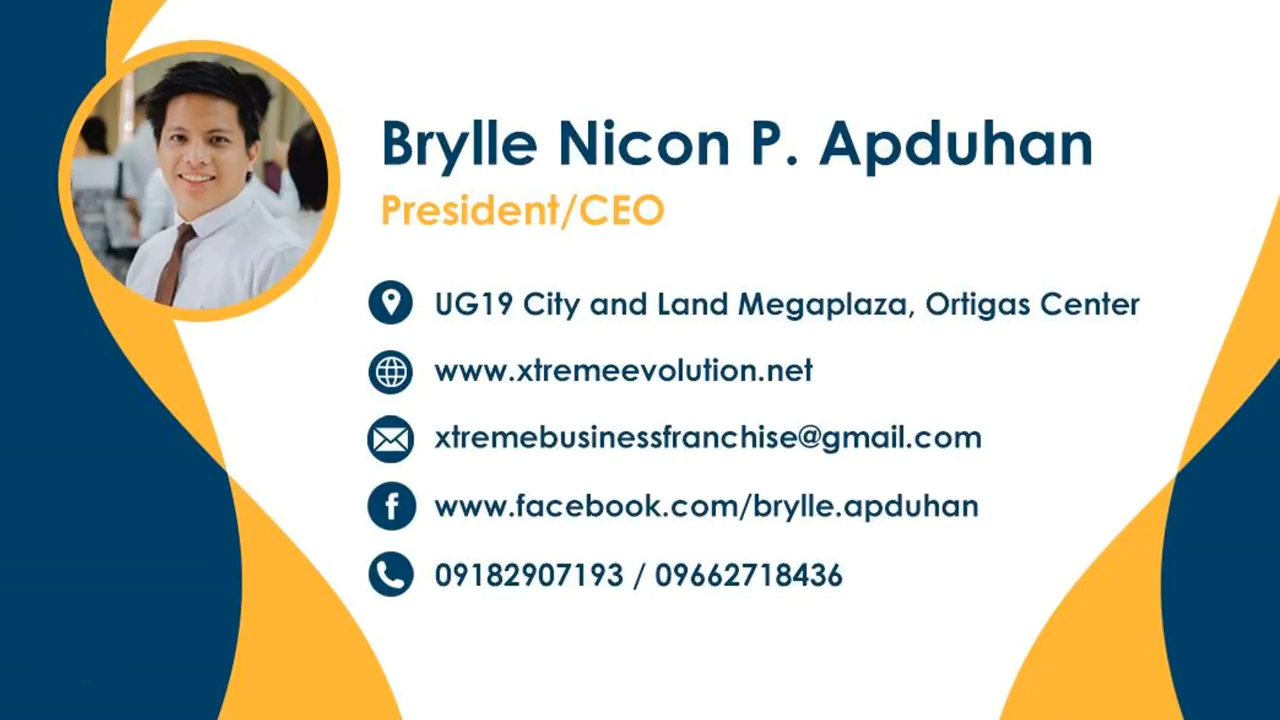 Brylle Nicon P. Apduhan
President/CEO
UG19 City and Land Megaplaza, Ortigas Center
www.xtremeevolution.net
xtremebusinessfranchise@gmail.com
www.facebook.com/brylle.apduhan
09182907193 / 09662718436